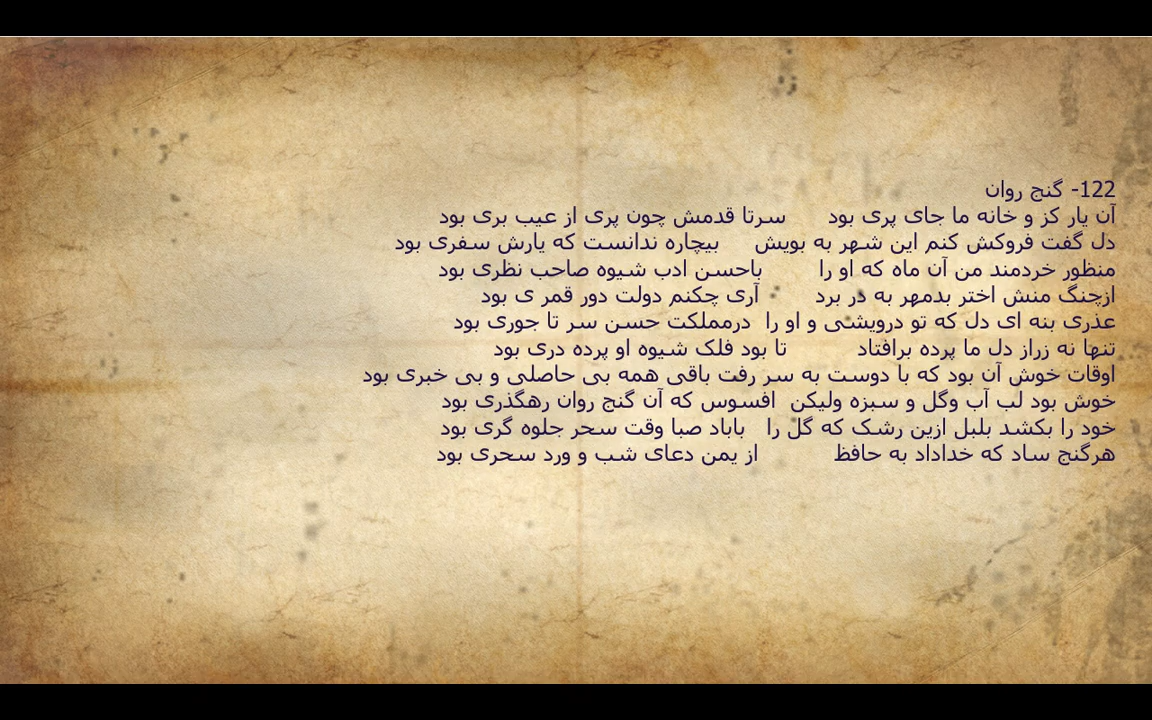 122- گنج روان
آن یار کز و خانه ما جای پری بود سرتا قدمش چون پری از عیب بری بود
دل گفت فروکش کنم این شهر به بویش بیچاره ندانست که یارش سفری بود
منظور خردمند من آن ماه که او را باحسن ادب شیوه صاحب نظری بود
ازچنگ منش اختر بدمهر به در برد آری چکنم دولت دور قمر ی بود
عذری بنه ای دل که تو درویشی و او را درمملکت حسن سر تا جوری بود
تنها نه زراز دل ما پرده برافتاد تا بود فلک شیوه او پرده دری بود
اوقات خوش آن بود که با دوست به سر رفت باقی همه بی حاصلی و بی خبری بود
خوش بود لب آب وگل و سبزه ولیکن افسوس که آن گنج روان رهگذری بود
خود را بکشد بلبل ازین رشک که گل را باباد صبا وقت سحر جلوه گری بود
هرگنج ساد که خداداد به حافظ از یمن دعای شب و ورد سحری بود